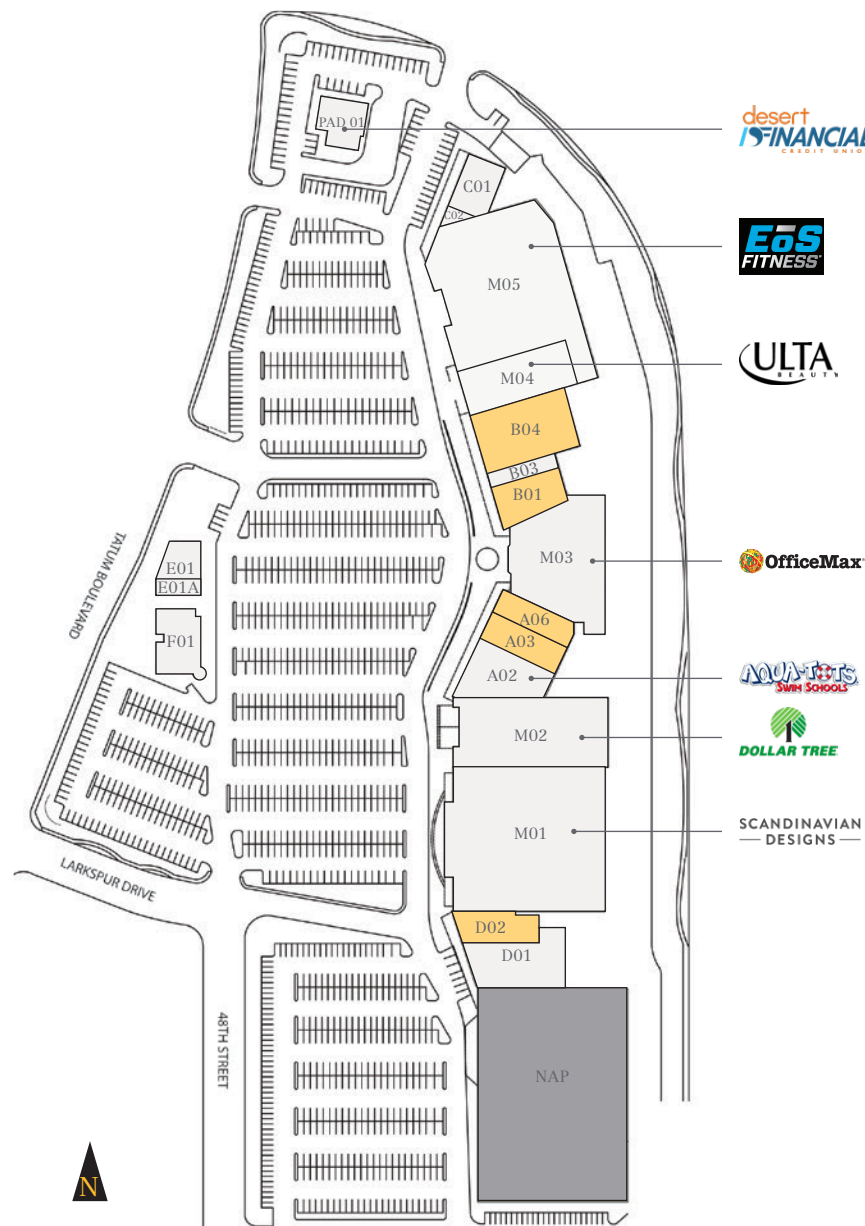 PAD 01
desert
FINANCIAL
CREDIT UNION
C01
C02
EōS
FITNESS
M05
ULTA
BEAUTY
M04
B04
B03
B01
M03
OfficeMax
TATUM BOULEVARD
E01
E01A
F01
A06
A03
A02
AQUA-TOTS
SWIM SCHOOLS
M02
DOLLAR TREE
M01
SCANDINAVIAN
DESIGNS
LARKSPUR DRIVE
D02
D01
48TH STREET
NAP
N